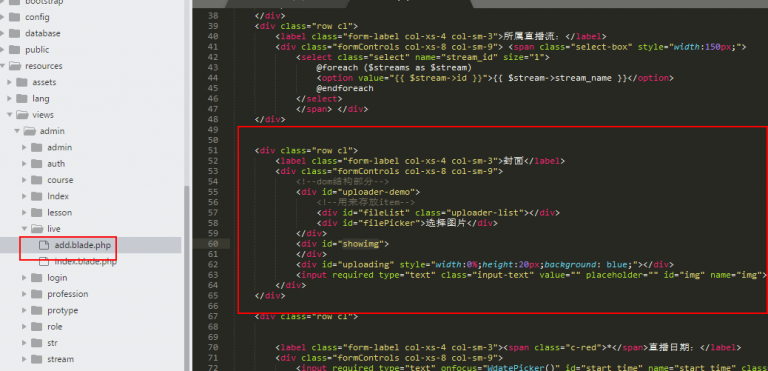 bootstrap
config
database
public
resources
assets
lang
views
admin
admin
auth
course
Index
lesson
live
add.blade.php
index.blade.php
login
profession
protype
role
str
stream
38 </div>
39 <div class="row cl">
40 <label class="form-label col-xs-4 col-sm-3">所属直播流：</label>
41 <div class="formControls col-xs-8 col-sm-9"> <span class="select-box" style="width:150px;">
42 <select class="select" name="stream_id" size="1">
43 @foreach ($streams as $stream)
44 <option value="{{ $stream->id }}">{{ $stream->stream_name }}</option>
45 @endforeach
46 </select>
47 </span> </div>
48 </div>
49
50
51 <div class="row cl">
52 <label class="form-label col-xs-4 col-sm-3">封面</label>
53 <div class="formControls col-xs-8 col-sm-9">
54 <!--dom结构部分-->
55 <div id="uploader-demo">
56 <!--用来存放item-->
57 <div id="fileList" class="uploader-list"></div>
58 <div id="filePicker">选择图片</div>
59 </div>
60 <div id="showimg">
61 </div>
62 <div id="uploading" style="width:0%;height:20px;background: blue;"></div>
63 <input required type="text" class="input-text" value="" placeholder="" id="img" name="img">
64 </div>
65 </div>
66
67 <div class="row cl">
68
69
70 <label class="form-label col-xs-4 col-sm-3"><span class="c-red">*</span>直播日期：</label>
71 <div class="formControls col-xs-8 col-sm-9">
72 <input required type="text" onfocus="WdatePicker()" id="start_time" name="start_time" class